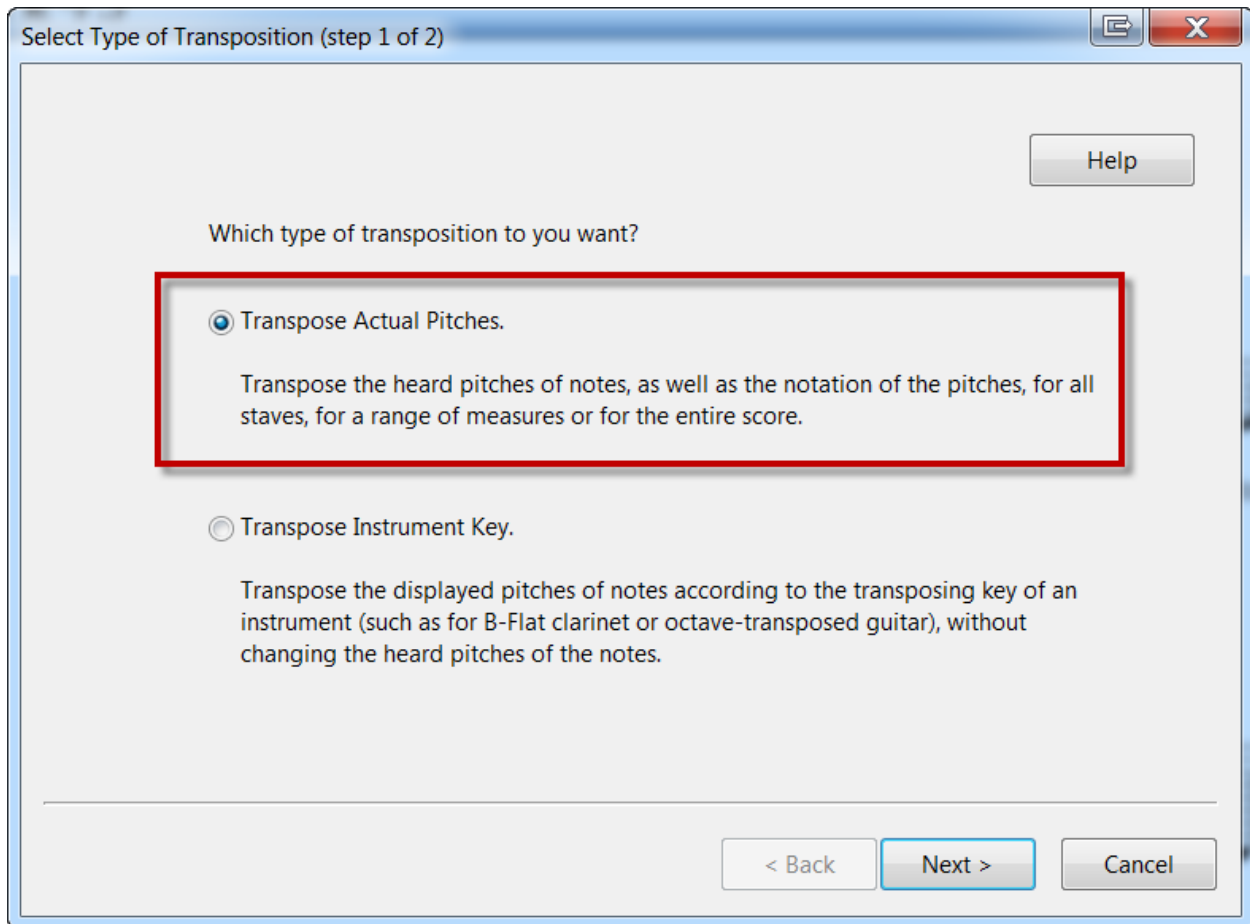 Select Type of Transposition (step 1 of 2)
Help
Which type of transposition to you want?
Transpose Actual Pitches.
Transpose the heard pitches of notes, as well as the notation of the pitches, for all
staves, for a range of measures or for the entire score.
Transpose Instrument Key.
Transpose the displayed pitches of notes according to the transposing key of an
instrument (such as for B-Flat clarinet or octave-transposed guitar), without
changing the heard pitches of the notes.
< Back
Next >
Cancel